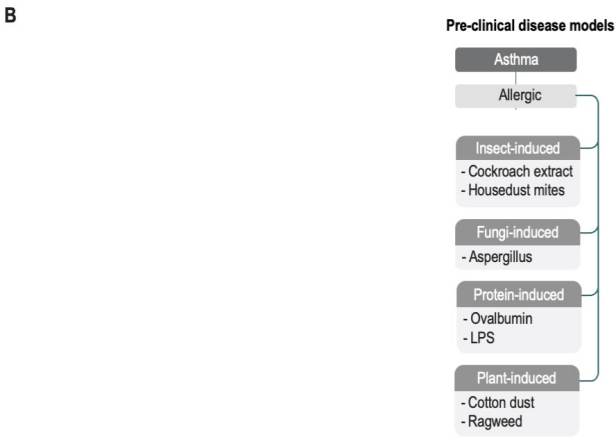 B
Pre-clinical disease models
Asthma
Allergic
Insect-induced
- Cockroach extract
- Housedust mites
Fungi-induced
- Aspergillus
Protein-induced
- Ovalbumin
- LPS
Plant-induced
- Cotton dust
- Ragweed